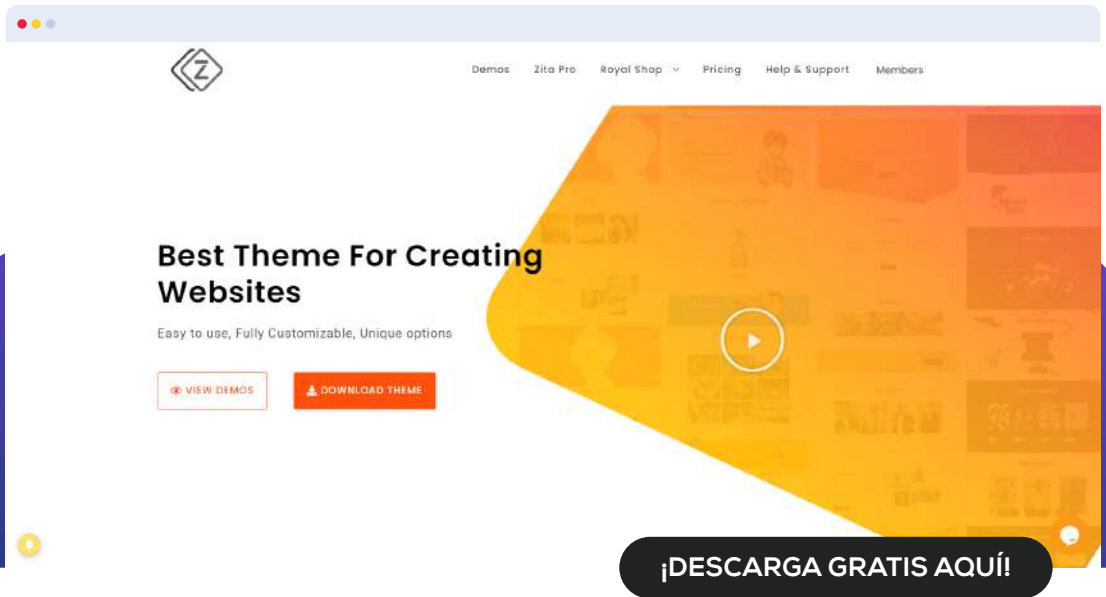 Z
Demos Zita Pro Royal Shop Pricing Help & Support Members
Best Theme For Creating
Websites
Easy to use, Fully Customizable, Unique options
VIEW DEMOS DOWNLOAD THEME
¡DESCARGA GRATIS AQUÍ!